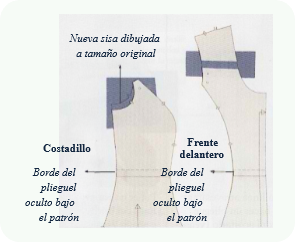 Nueva sisa dibujada
a tamaño original
Costadillo
Borde del
plieguel
oculto bajo
el patrón
Frente
delantero
Borde del
plieguel
oculto bajo
el patrón